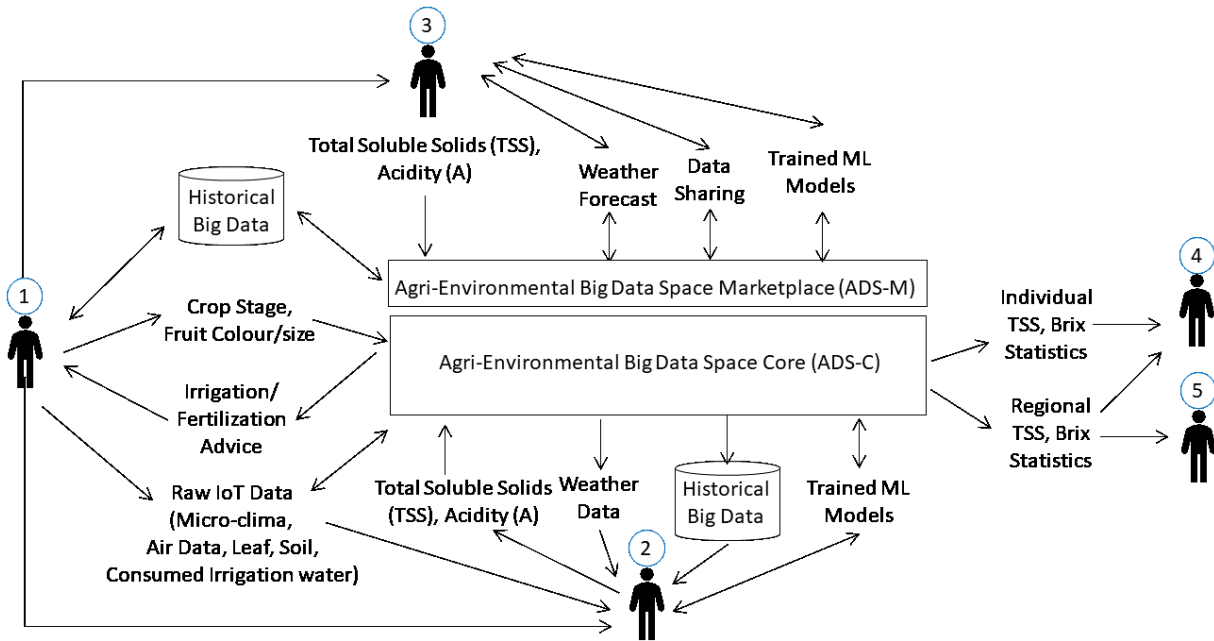 3
Total Soluble Solids (TSS),
Acidity (A)
Weather
Forecast
Data
Sharing
Trained ML
Models
Historical
Big Data
1
Agri-Environmental Big Data Space Marketplace (ADS-M)
4
Crop Stage,
Fruit Colour/size
Individual
TSS, Brix
Statistics
Agri-Environmental Big Data Space Core (ADS-C)
Irrigation/
Fertilization
Advice
Regional
TSS, Brix
Statistics
5
Raw IoT Data
(Micro-clima,
Air Data, Leaf, Soil,
Consumed Irrigation water)
Total Soluble Solids
(TSS), Acidity (A)
Weather
Data
Historical
Big Data
Trained ML
Models
2